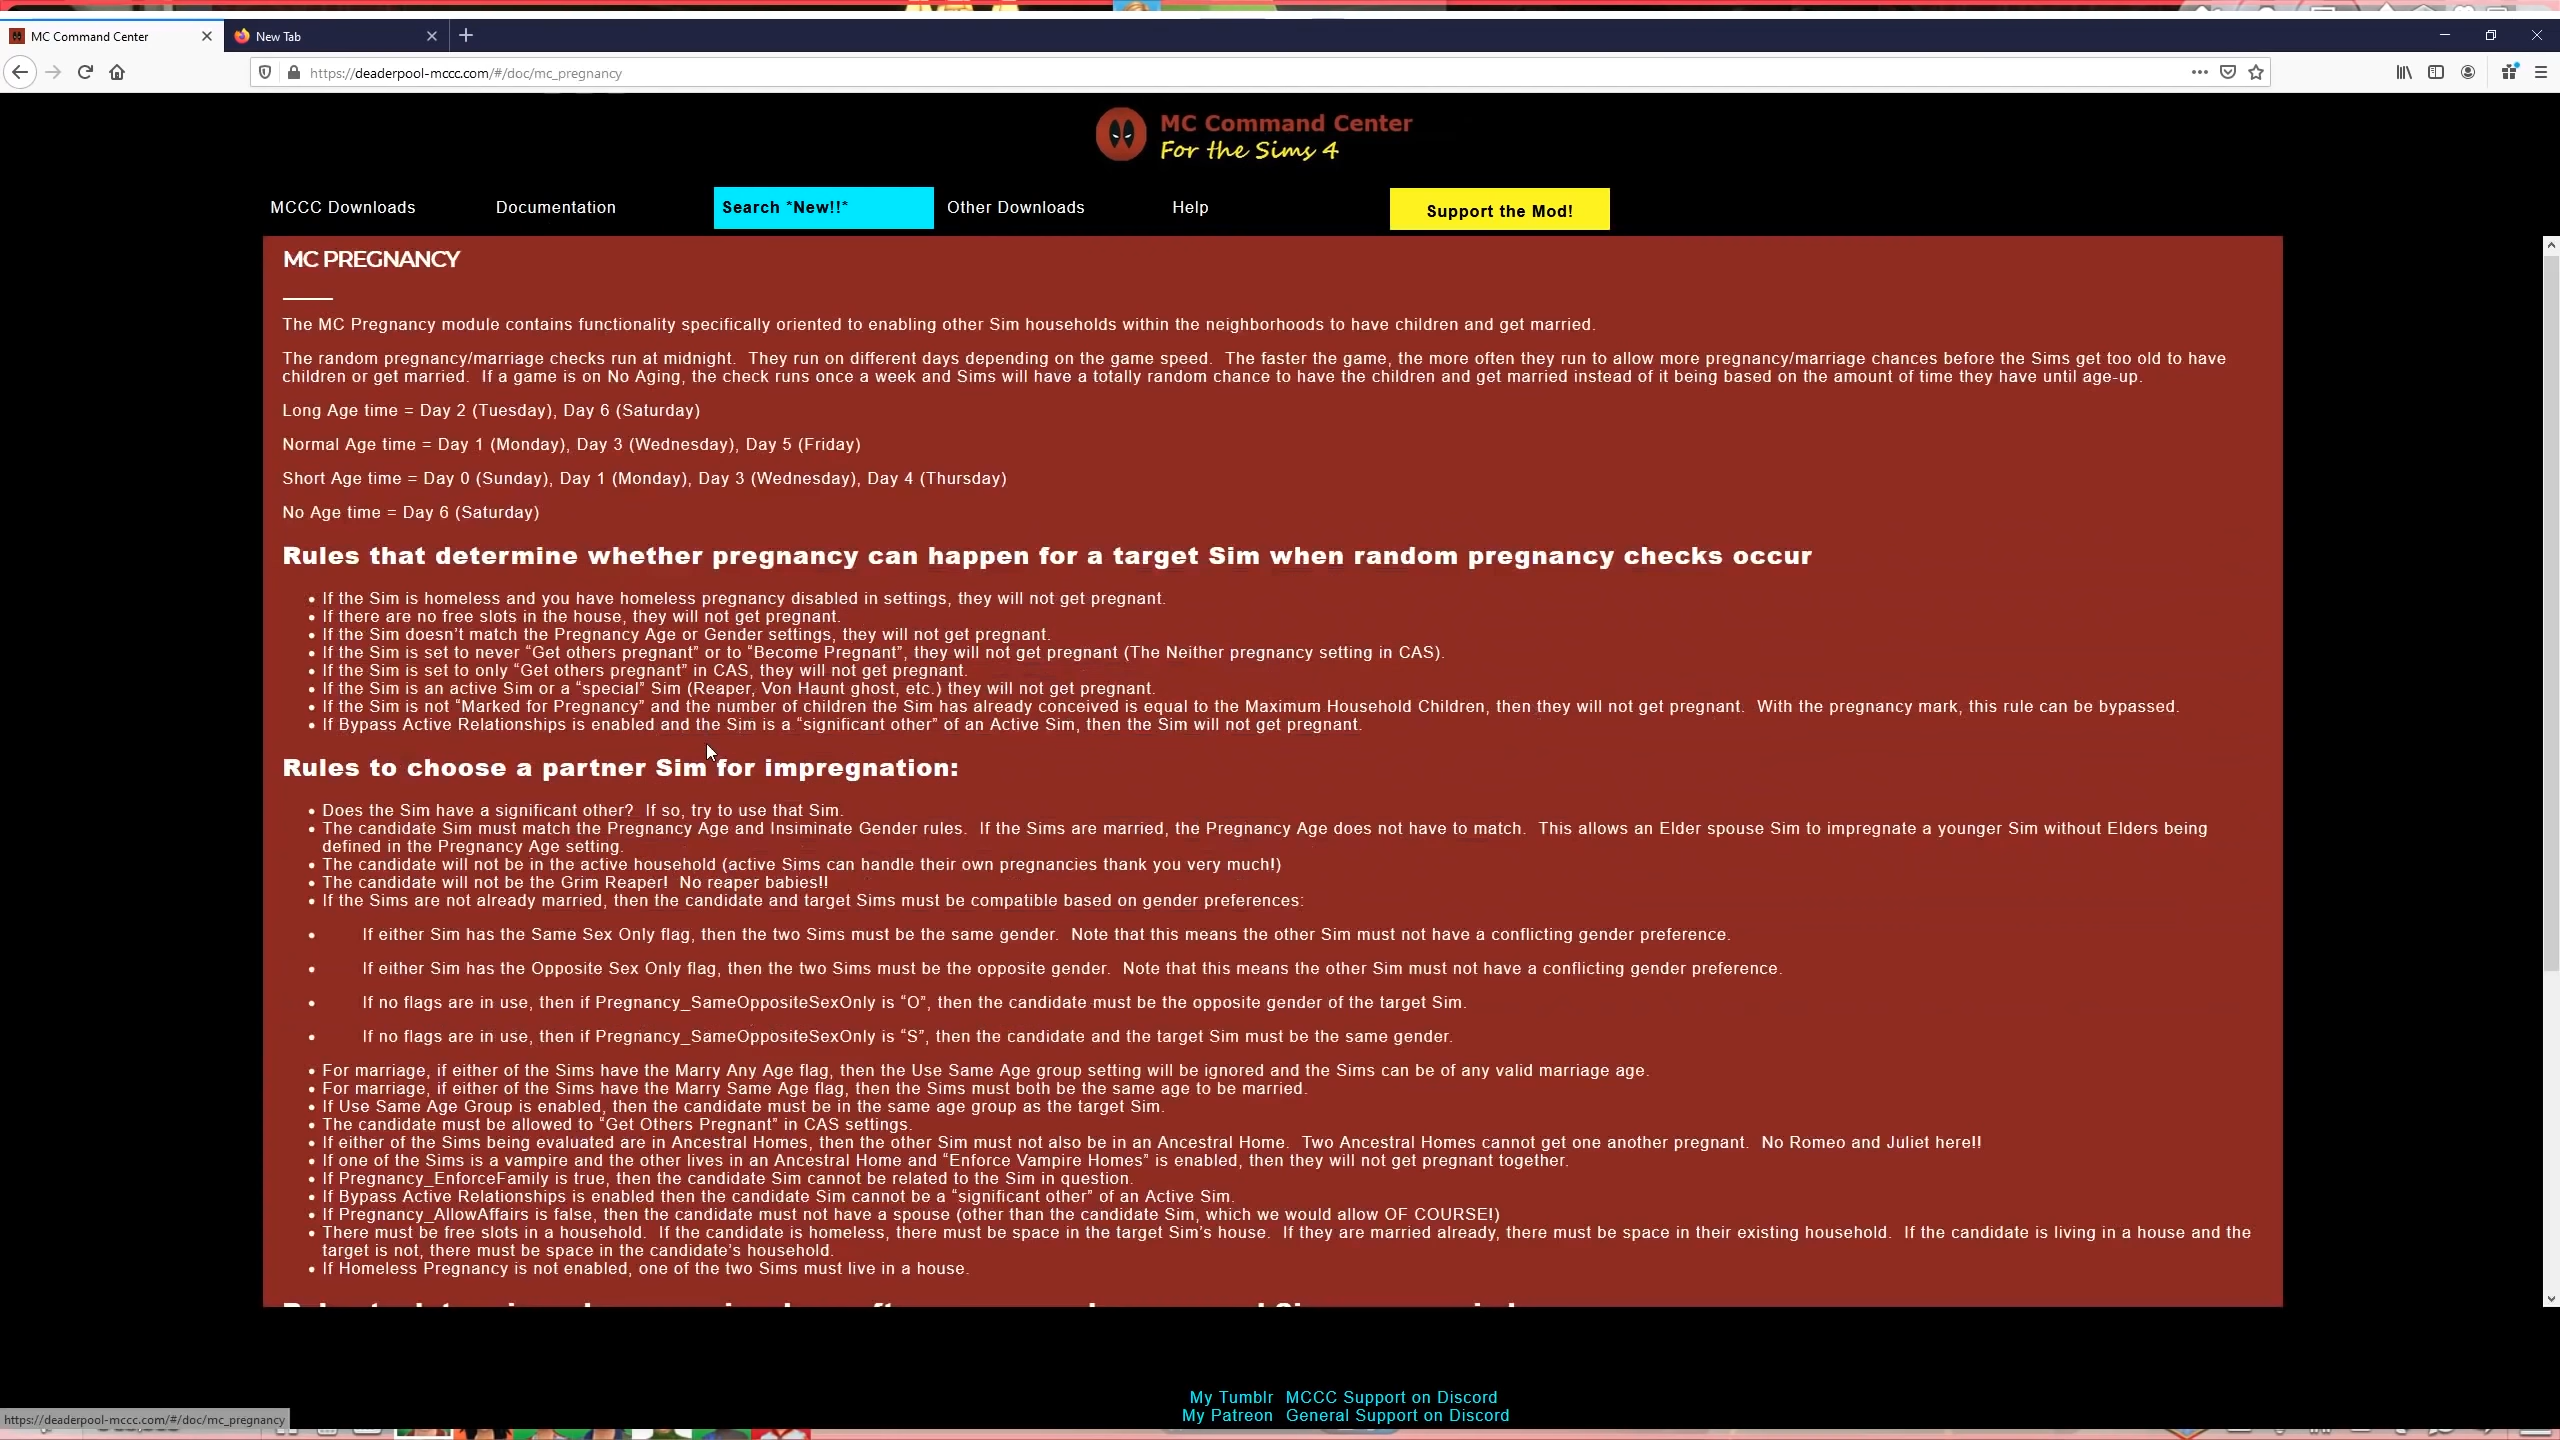 MC Command Center
New Tab
https://deaderpool-mccc.com/#/doc/mc_pregnancy
MC Command Center
For the Sims 4
MCCC Downloads
Documentation
Search *New!!*
Other Downloads
Help
Support the Mod!
MC PREGNANCY
The MC Pregnancy module contains functionality specifically oriented to enabling other Sim households within the neighborhoods to have children and get married.
The random pregnancy/marriage checks run at midnight.  They run on different days depending on the game speed.  The faster the game, the more often they run to allow more pregnancy/marriage chances before the Sims get too old to have
children or get married.  If a game is on No Aging, the check runs once a week and Sims will have a totally random chance to have the children and get married instead of it being based on the amount of time they have until age-up.
Long Age time = Day 2 (Tuesday), Day 6 (Saturday)
Normal Age time = Day 1 (Monday), Day 3 (Wednesday), Day 5 (Friday)
Short Age time = Day 0 (Sunday), Day 1 (Monday), Day 3 (Wednesday), Day 4 (Thursday)
No Age time = Day 6 (Saturday)
Rules that determine whether pregnancy can happen for a target Sim when random pregnancy checks occur
• If the Sim is homeless and you have homeless pregnancy disabled in settings, they will not get pregnant.
• If there are no free slots in the house, they will not get pregnant.
• If the Sim doesn't match the Pregnancy Age or Gender settings, they will not get pregnant.
• If the Sim is set to never “Get others pregnant” or to “Become Pregnant”, they will not get pregnant (The Neither pregnancy setting in CAS).
• If the Sim is set to only “Get others pregnant” in CAS, they will not get pregnant.
• If the Sim is an active Sim or a “special” Sim (Reaper, Von Haunt ghost, etc.) they will not get pregnant.
• If the Sim is not “Marked for Pregnancy” and the number of children the Sim has already conceived is equal to the Maximum Household Children, then they will not get pregnant.  With the pregnancy mark, this rule can be bypassed.
• If Bypass Active Relationships is enabled and the Sim is a “significant other” of an Active Sim, then the Sim will not get pregnant.
Rules to choose a partner Sim for impregnation:
• Does the Sim have a significant other?  If so, try to use that Sim.
• The candidate Sim must match the Pregnancy Age and Insiminate Gender rules.  If the Sims are married, the Pregnancy Age does not have to match.  This allows an Elder spouse Sim to impregnate a younger Sim without Elders being
defined in the Pregnancy Age setting.
• The candidate will not be in the active household (active Sims can handle their own pregnancies thank you very much!)
• The candidate will not be the Grim Reaper!  No reaper babies!!
• If the Sims are not already married, then the candidate and target Sims must be compatible based on gender preferences:
• If either Sim has the Same Sex Only flag, then the two Sims must be the same gender.  Note that this means the other Sim must not have a conflicting gender preference.
• If either Sim has the Opposite Sex Only flag, then the two Sims must be the opposite gender.  Note that this means the other Sim must not have a conflicting gender preference.
• If no flags are in use, then if Pregnancy_SameOppositeSexOnly is “O”, then the candidate must be the opposite gender of the target Sim.
• If no flags are in use, then if Pregnancy_SameOppositeSexOnly is “S”, then the candidate and the target Sim must be the same gender.
• For marriage, if either of the Sims have the Marry Any Age flag, then the Use Same Age group setting will be ignored and the Sims can be of any valid marriage age.
• For marriage, if either of the Sims have the Marry Same Age flag, then the Sims must both be the same age to be married.
• If Use Same Age Group is enabled, then the candidate must be in the same age group as the target Sim.
• The candidate must be allowed to “Get Others Pregnant” in CAS settings.
• If either of the Sims being evaluated are in Ancestral Homes, then the other Sim must not also be in an Ancestral Home.  Two Ancestral Homes cannot get one another pregnant.  No Romeo and Juliet here!!
• If one of the Sims is a vampire and the other lives in an Ancestral Home and “Enforce Vampire Homes” is enabled, then they will not get pregnant together.
• If Pregnancy_EnforceFamily is true, then the candidate Sim cannot be related to the Sim in question.
• If Bypass Active Relationships is enabled then the candidate Sim cannot be a “significant other” of an Active Sim.
• If Pregnancy_AllowAffairs is false, then the candidate must not have a spouse (other than the candidate Sim, which we would allow OF COURSE!)
• There must be free slots in a household.  If the candidate is homeless, there must be space in the target Sim's house.  If they are married already, there must be space in their existing household.  If the candidate is living in a house and the
target is not, there must be space in the candidate's household.
• If Homeless Pregnancy is not enabled, one of the two Sims must live in a house.
My Tumblr
MCCC Support on Discord
My Patreon
General Support on Discord
https://deaderpool-mccc.com/#/doc/mc_pregnancy